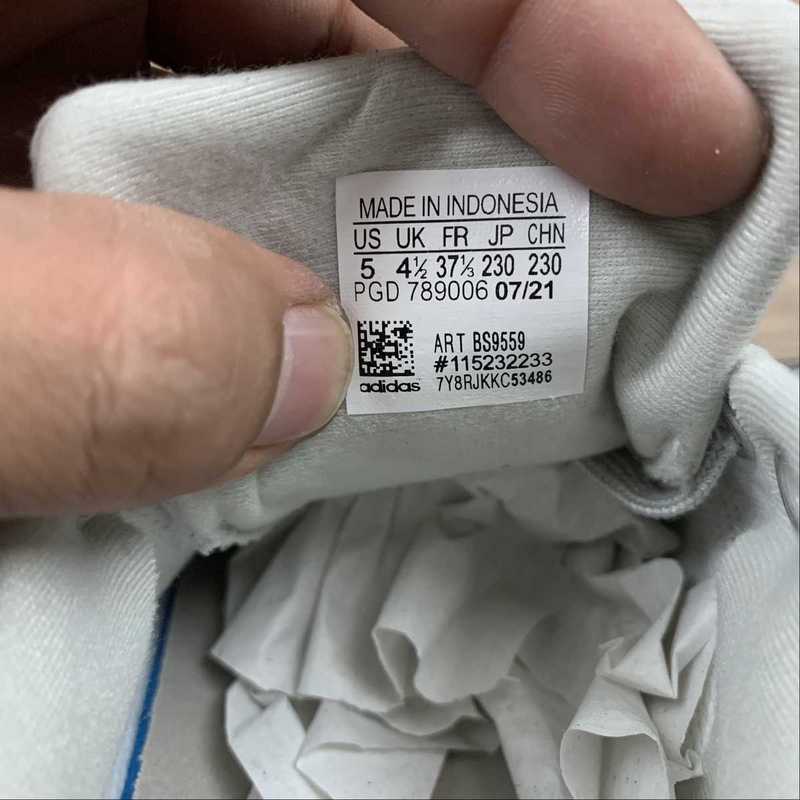 MADE IN INDONESIA
US UK FR JP CHN
5 4½ 37⅓ 230 230
PGD 789006 07/21
ART BS9559
#115232233
adidas 7Y8RJKKC53486